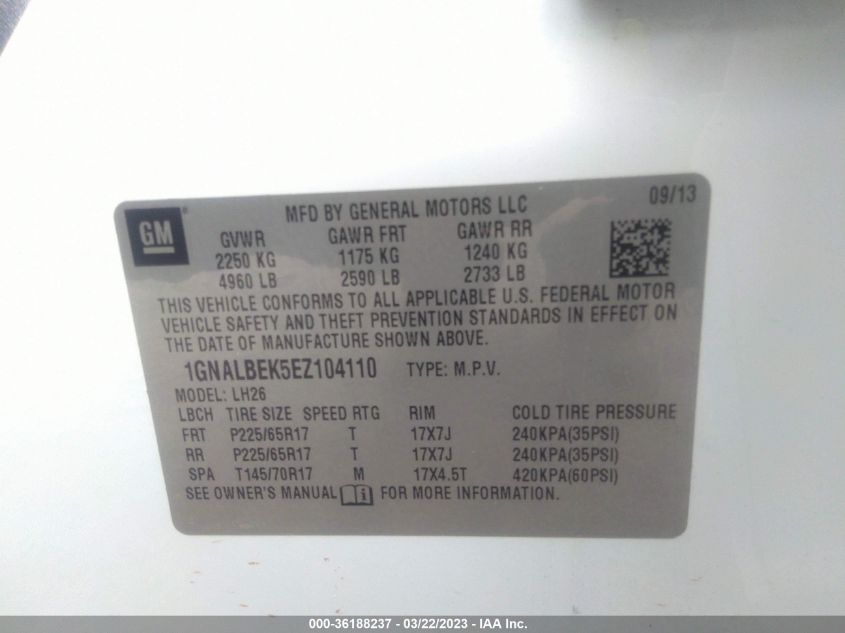 GM ®
MFD BY GENERAL MOTORS LLC 09/13
GVWR GAWR FRT GAWR RR
2250 KG 1175 KG 1240 KG
4960 LB 2590 LB 2733 LB
THIS VEHICLE CONFORMS TO ALL APPLICABLE U.S. FEDERAL MOTOR
VEHICLE SAFETY AND THEFT PREVENTION STANDARDS IN EFFECT ON
THE DATE OF MANUFACTURE SHOWN ABOVE.
1GNALBEK5EZ104110 TYPE: M.P.V.
MODEL: LH26
LBCH TIRE SIZE SPEED RTG RIM COLD TIRE PRESSURE
FRT P225/65R17 T 17X7J 240KPA(35PSI)
RR P225/65R17 T 17X7J 240KPA(35PSI)
SPA T145/70R17 M 17X4.5T 420KPA(60PSI)
SEE OWNER'S MANUAL FOR MORE INFORMATION.
000-36188237 - 03/22/2023 - IAA Inc.